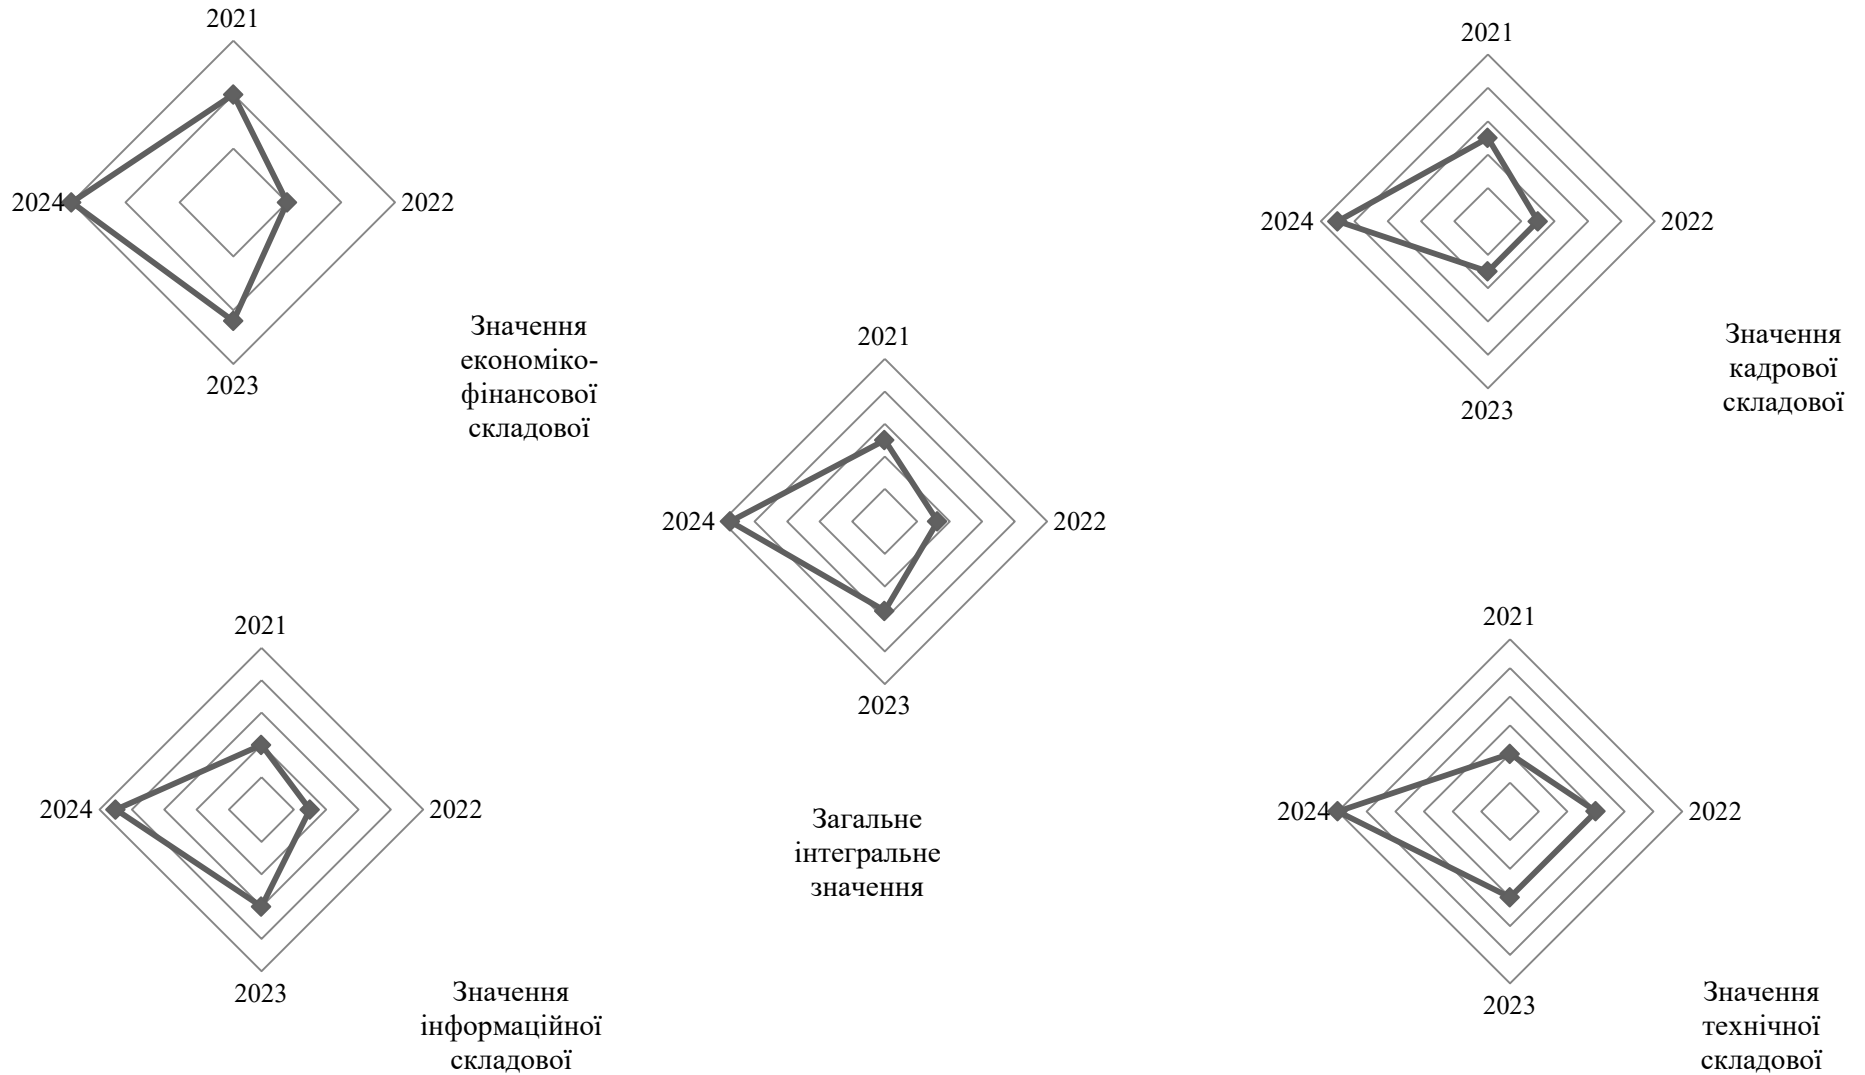 2021
2024
2022
2023
Значення
економіко-
фінансової
складової
2021
2024
2022
2023
Значення
кадрової
складової
2021
2024
2022
2023
Загальне
інтегральне
значення
2021
2024
2022
2023
Значення
інформаційної
складової
2021
2024
2022
2023
Значення
технічної
складової